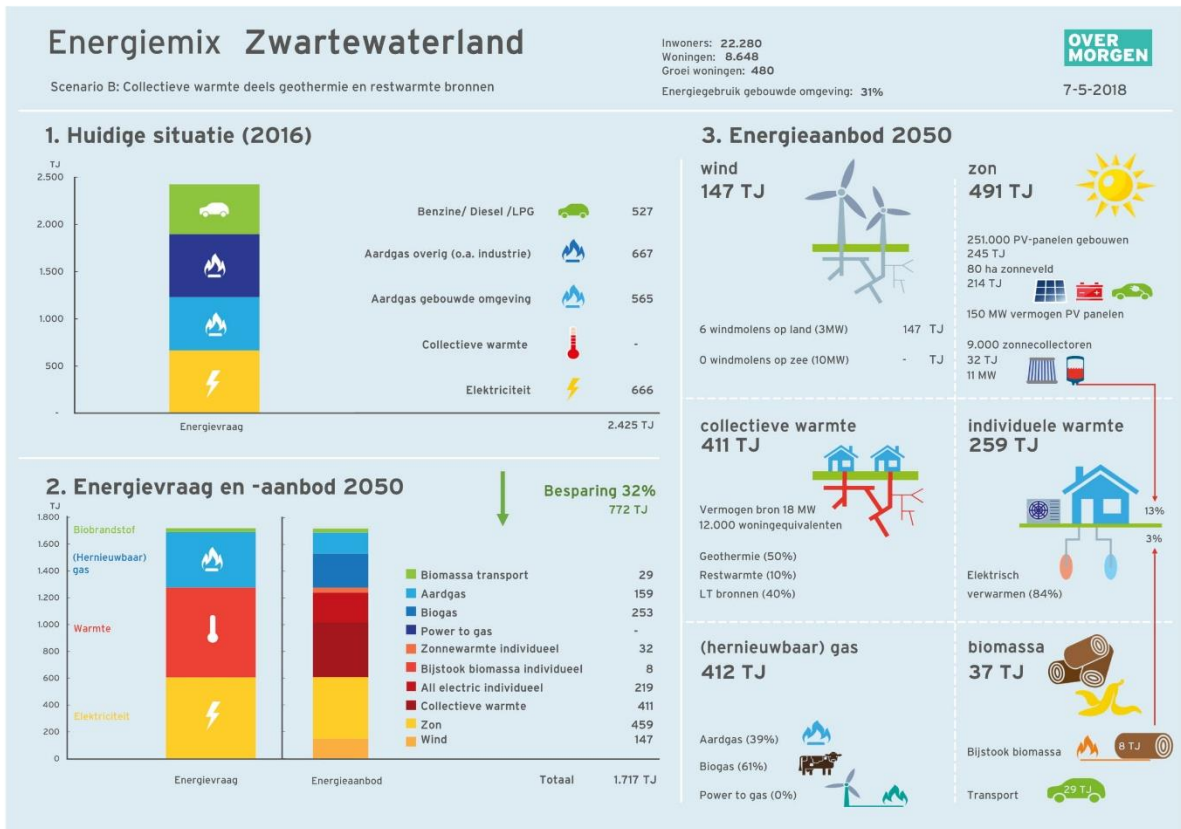 Energiemix Zwartewaterland
Scenario B: Collectieve warmte deels geothermie en restwarmte bronnen
Inwoners: 22.280
Woningen: 8.648
Groei woningen: 480
Energiegebruik gebouwde omgeving: 31%
OVER
MORGEN
7-5-2018
1. Huidige situatie (2016)
TJ
2.500
2.000
1.500
1.000
500
-
Energievraag
Benzine/ Diesel /LPG 527
Aardgas overig (o.a. industrie) 667
Aardgas gebouwde omgeving 565
Collectieve warmte -
Elektriciteit 666
2.425 TJ
2. Energievraag en -aanbod 2050
Besparing 32%
772 TJ
TJ
1.800
1.600
1.400
1.200
1.000
800
600
400
200
0
Biobrandstof
(Hernieuwbaar)
gas
Warmte
Elektriciteit
Energievraag
Energieaanbod
Biomassa transport 29
Aardgas 159
Biogas 253
Power to gas -
Zonnewarmte individueel 32
Bijstook biomassa individueel 8
All electric individueel 219
Collectieve warmte 411
Zon 459
Wind 147
Totaal 1.717 TJ
3. Energieaanbod 2050
wind
147 TJ
6 windmolens op land (3MW) 147 TJ
0 windmolens op zee (10MW) - TJ
zon
491 TJ
251.000 PV-panelen gebouwen
245 TJ
80 ha zonneveld
214 TJ
150 MW vermogen PV panelen
9.000 zonnecollectoren
32 TJ
11 MW
collectieve warmte
411 TJ
Vermogen bron 18 MW
12.000 woningequivalenten
Geothermie (50%)
Restwarmte (10%)
LT bronnen (40%)
individuele warmte
259 TJ
13%
3%
Elektrisch
verwarmen (84%)
(hernieuwbaar) gas
412 TJ
Aardgas (39%)
Biogas (61%)
Power to gas (0%)
biomassa
37 TJ
Bijstook biomassa 8 TJ
Transport 29 TJ